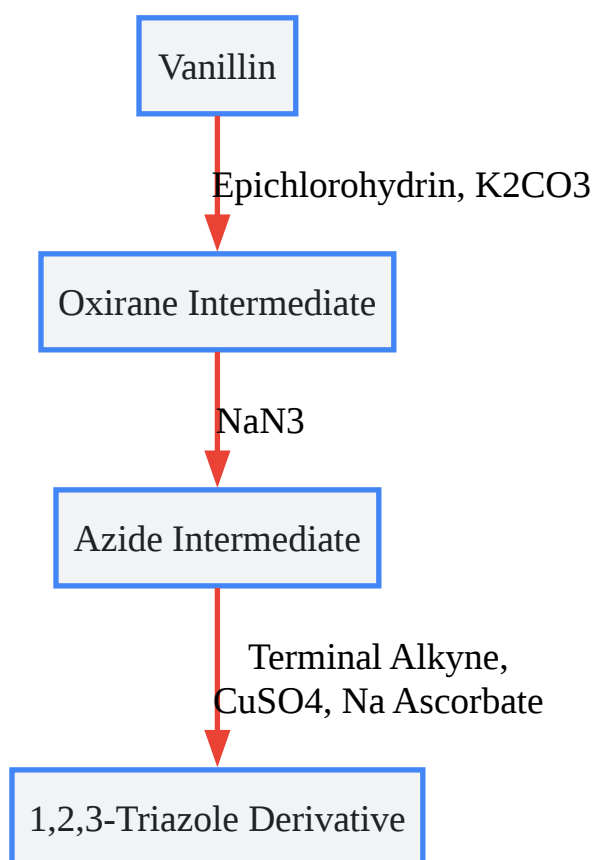 Vanillin
Epichlorohydrin, K2CO3
Oxirane Intermediate
NaN3
Azide Intermediate
Terminal Alkyne,
CuSO4, Na Ascorbate
1,2,3-Triazole Derivative